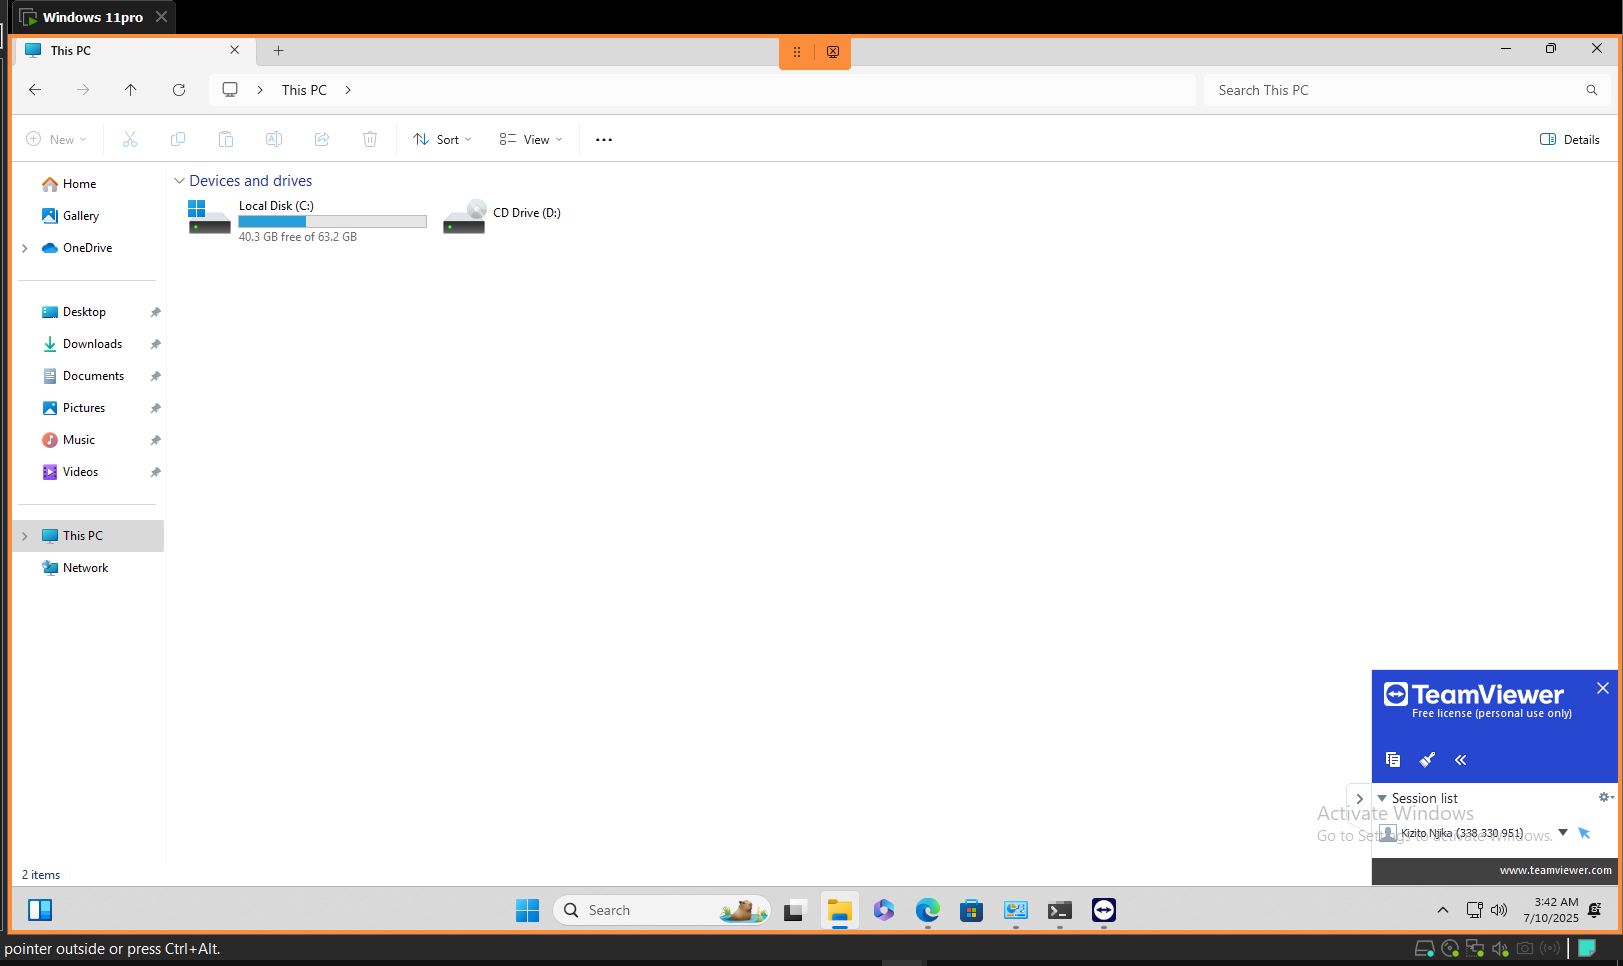 Windows 11pro
This PC
This PC
Search This PC
New
Sort
View
Details
Home
Gallery
OneDrive
Desktop
Downloads
Documents
Pictures
Music
Videos
This PC
Network
Devices and drives
Local Disk (C:)
40.3 GB free of 63.2 GB
CD Drive (D:)
TeamViewer
Free license (personal use only)
Session list
Activate Windows
Go to Settings to activate Windows.
Kizito Njika (338 330 951)
www.teamviewer.com
2 items
Search
3:42 AM
7/10/2025
pointer outside or press Ctrl+Alt.